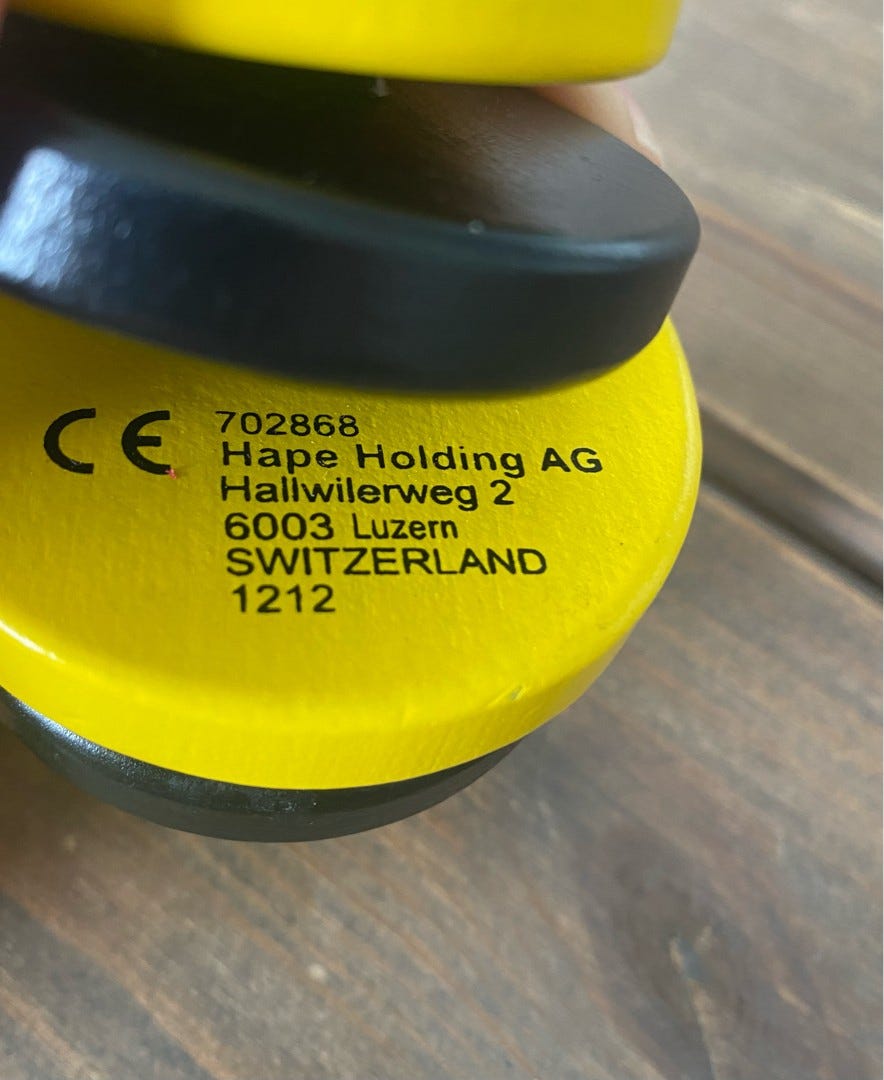 CE 702868
Hape Holding AG
Hallwilerweg 2
6003 Luzern
SWITZERLAND
1212